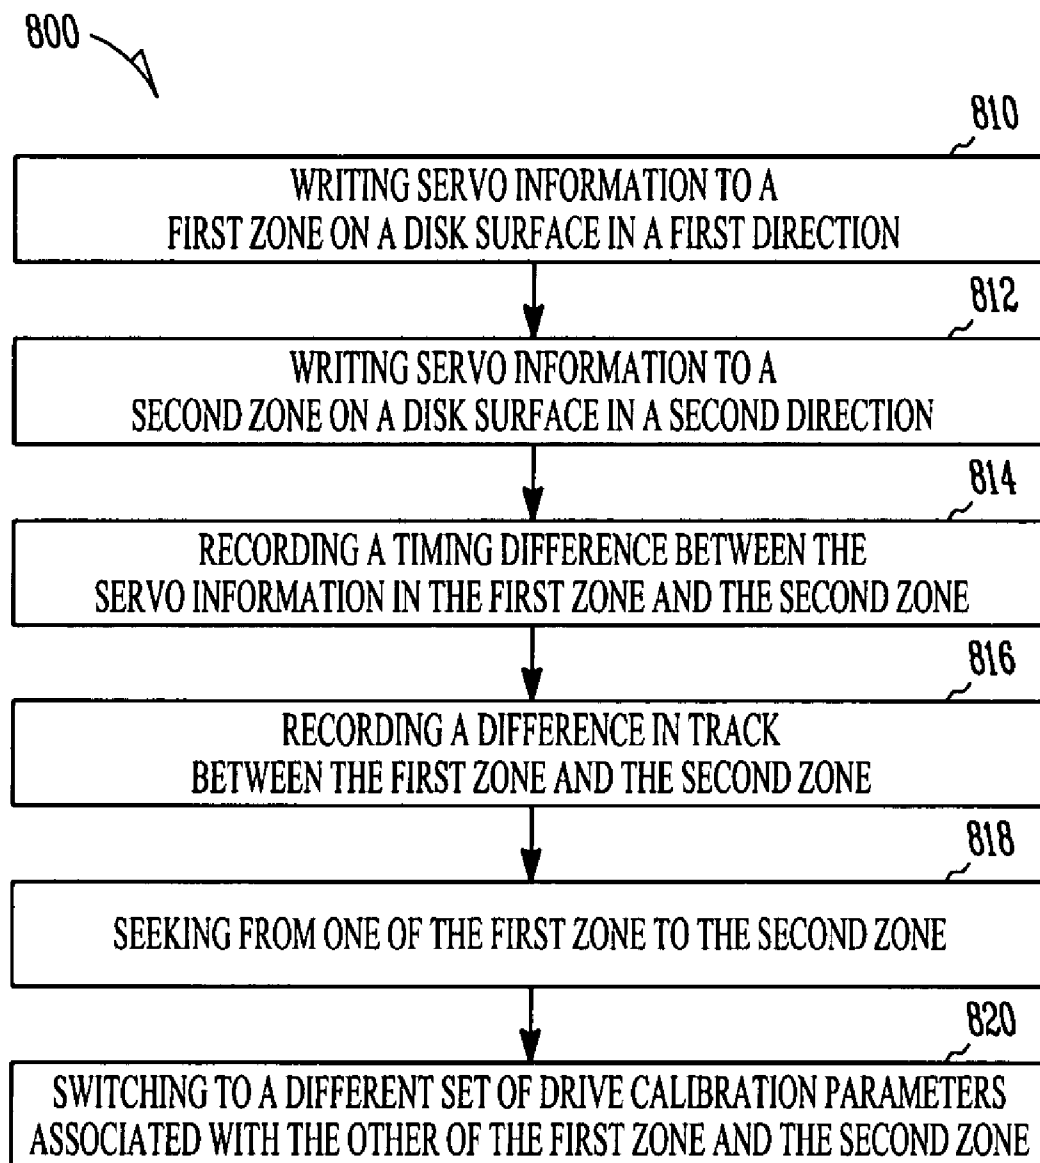 800
810
WRITING SERVO INFORMATION TO A
FIRST ZONE ON A DISK SURFACE IN A FIRST DIRECTION
812
WRITING SERVO INFORMATION TO A
SECOND ZONE ON A DISK SURFACE IN A SECOND DIRECTION
814
RECORDING A TIMING DIFFERENCE BETWEEN THE
SERVO INFORMATION IN THE FIRST ZONE AND THE SECOND ZONE
816
RECORDING A DIFFERENCE IN TRACK
BETWEEN THE FIRST ZONE AND THE SECOND ZONE
818
SEEKING FROM ONE OF THE FIRST ZONE TO THE SECOND ZONE
820
SWITCHING TO A DIFFERENT SET OF DRIVE CALIBRATION PARAMETERS
ASSOCIATED WITH THE OTHER OF THE FIRST ZONE AND THE SECOND ZONE